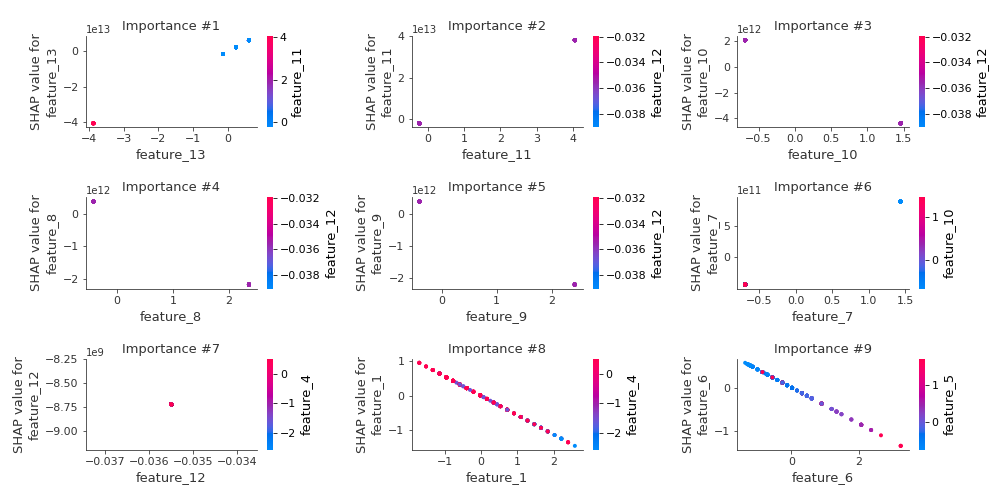 Importance #1
1e13
SHAP value for
feature_13
0
−2
−4
−4
−3
−2
−1
0
feature_13
4
2
0
feature_11
Importance #2
1e13
SHAP value for
feature_11
4
2
0
0
1
2
3
4
feature_11
−0.032
−0.034
−0.036
−0.038
feature_12
Importance #3
1e12
SHAP value for
feature_10
2
0
−2
−4
−0.5
0.0
0.5
1.0
1.5
feature_10
−0.032
−0.034
−0.036
−0.038
feature_12
Importance #4
1e12
SHAP value for
feature_8
0
−1
−2
0
1
2
feature_8
−0.032
−0.034
−0.036
−0.038
feature_12
Importance #5
1e12
SHAP value for
feature_9
0
−1
−2
0
1
2
feature_9
−0.032
−0.034
−0.036
−0.038
feature_12
Importance #6
1e11
SHAP value for
feature_7
5
0
−0.5
0.0
0.5
1.0
1.5
feature_7
1
0
feature_10
Importance #7
1e9
SHAP value for
feature_12
−8.25
−8.50
−8.75
−9.00
−0.037
−0.036
−0.035
−0.034
feature_12
0
−1
−2
feature_4
Importance #8
SHAP value for
feature_1
1
0
−1
−1
0
1
2
feature_1
0
−1
−2
feature_4
Importance #9
1e10
SHAP value for
feature_6
0
−1
0
2
feature_6
1
0
feature_5